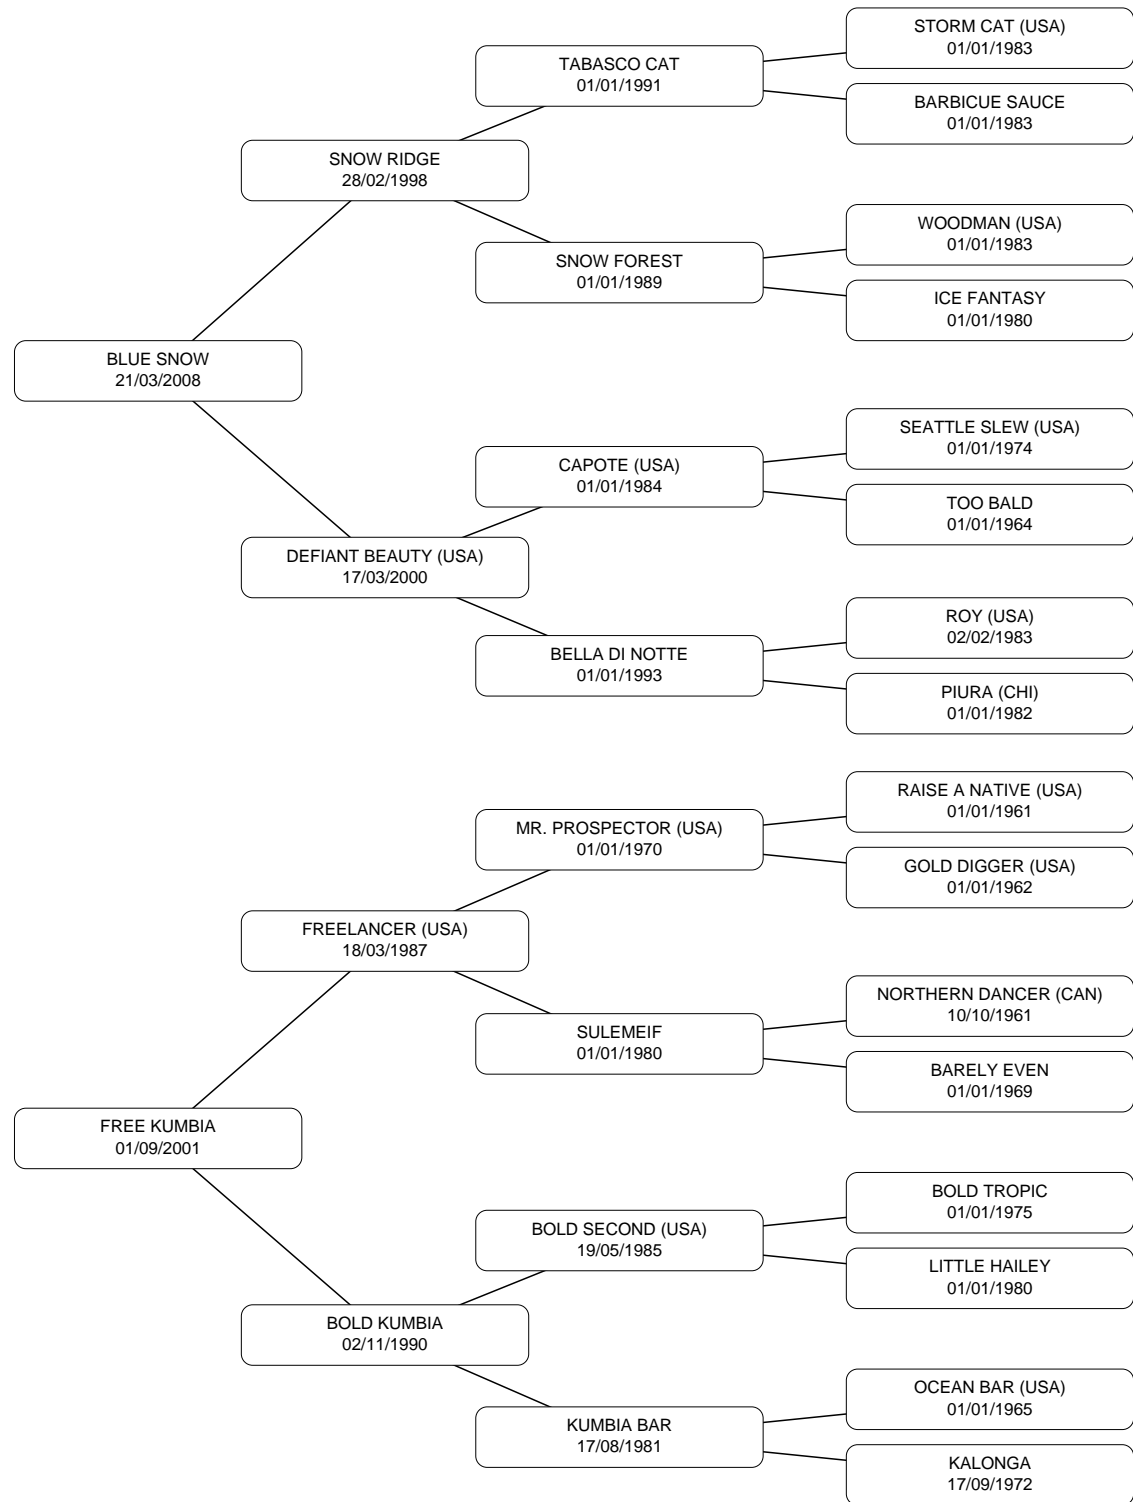 STORM CAT (USA)
01/01/1983
TABASCO CAT
01/01/1991
BARBICUE SAUCE
01/01/1983
SNOW RIDGE
28/02/1998
WOODMAN (USA)
01/01/1983
SNOW FOREST
01/01/1989
ICE FANTASY
01/01/1980
BLUE SNOW
21/03/2008
SEATTLE SLEW (USA)
01/01/1974
CAPOTE (USA)
01/01/1984
TOO BALD
01/01/1964
DEFIANT BEAUTY (USA)
17/03/2000
ROY (USA)
02/02/1983
BELLA DI NOTTE
01/01/1993
PIURA (CHI)
01/01/1982
RAISE A NATIVE (USA)
01/01/1961
MR. PROSPECTOR (USA)
01/01/1970
GOLD DIGGER (USA)
01/01/1962
FREELANCER (USA)
18/03/1987
NORTHERN DANCER (CAN)
10/10/1961
SULEMEIF
01/01/1980
BARELY EVEN
01/01/1969
FREE KUMBIA
01/09/2001
BOLD TROPIC
01/01/1975
BOLD SECOND (USA)
19/05/1985
LITTLE HAILEY
01/01/1980
BOLD KUMBIA
02/11/1990
OCEAN BAR (USA)
01/01/1965
KUMBIA BAR
17/08/1981
KALONGA
17/09/1972